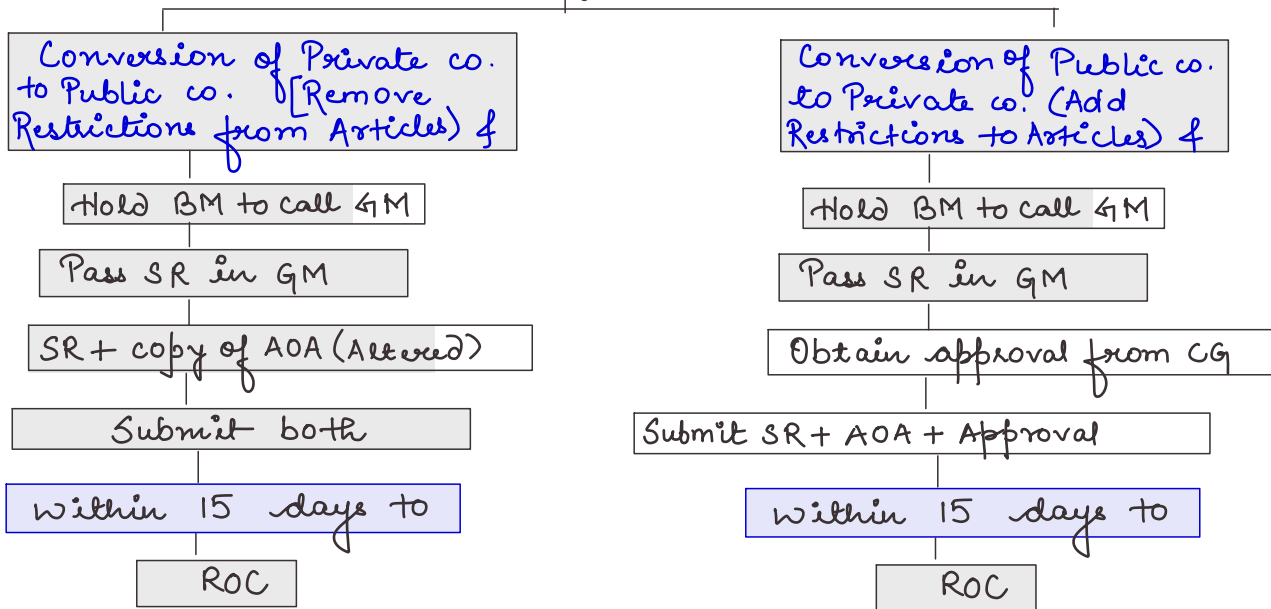 Conversion of Private co.
to Public co. [Remove
Restrictions from Articles) &
Hold BM to call GM
Pass SR in GM
SR + copy of AOA (Altered)
Submit both
within 15 days to
ROC
Conversion of Public co.
to Private co. (Add
Restrictions to Articles) &
Hold BM to call GM
Pass SR in GM
Obtain approval from CG
Submit SR + AOA + Approval
within 15 days to
ROC